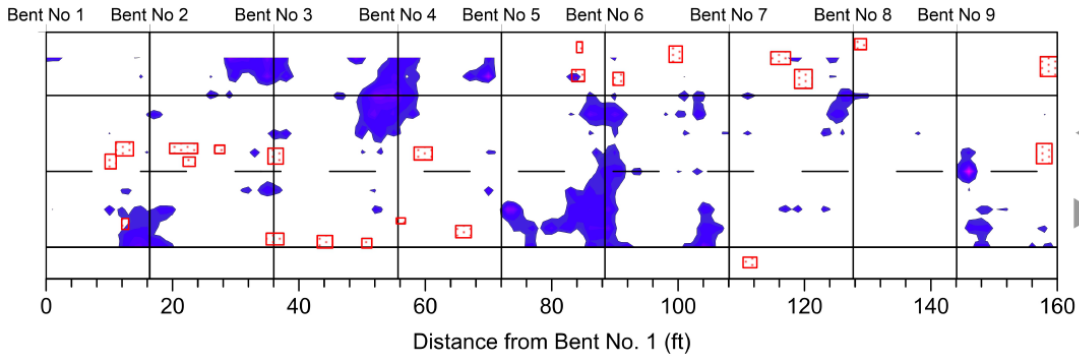 Bent No 1 Bent No 2 Bent No 3 Bent No 4 Bent No 5 Bent No 6 Bent No 7 Bent No 8 Bent No 9
0 20 40 60 80 100 120 140 160
Distance from Bent No. 1 (ft)